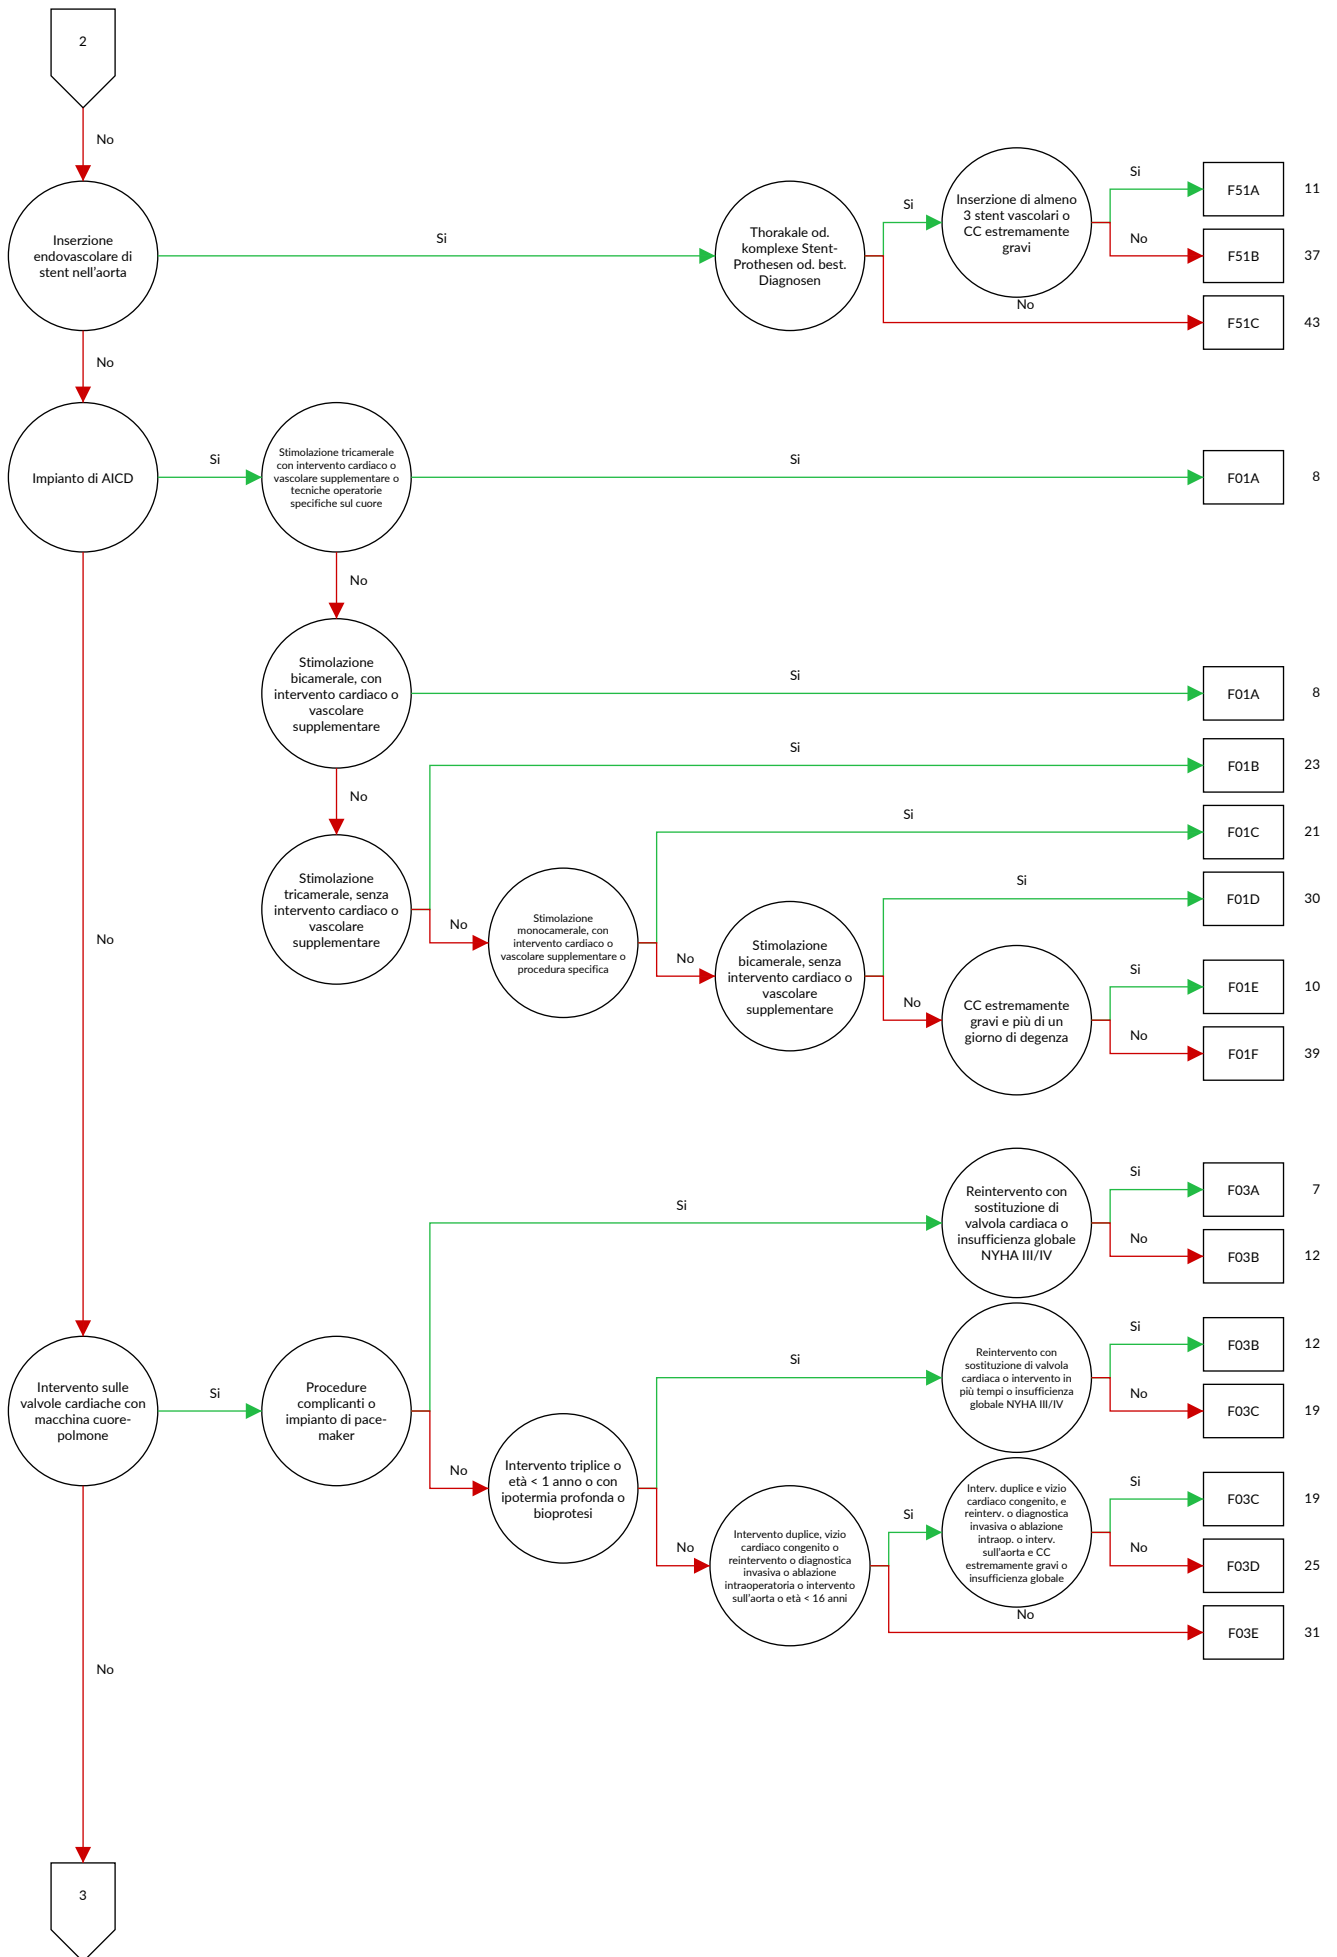 2
No
Inserzione
endovascolare di
stent nell'aorta
Si
Thorakale od.
komplexe Stent-
Prothesen od. best.
Diagnosen
Si
Inserzione di almeno
3 stent vascolari o
CC estremamente
gravi
Si
F51A
11
No
F51B
37
No
F51C
43
No
Impianto di AICD
Si
Stimolazione tricamerale
con intervento cardiaco o
vascolare supplementare o
tecniche operatorie
specifiche sul cuore
Si
F01A
8
No
Stimolazione
bicamerale, con
intervento cardiaco o
vascolare
supplementare
Si
F01A
8
No
Stimolazione
tricamerale, senza
intervento cardiaco o
vascolare
supplementare
Si
F01B
23
No
Stimolazione
monocamerale, con
intervento cardiaco o
vascolare supplementare o
procedura specifica
Si
F01C
21
No
Stimolazione
bicamerale, senza
intervento cardiaco o
vascolare
supplementare
Si
F01D
30
No
CC estremamente
gravi e più di un
giorno di degenza
Si
F01E
10
No
F01F
39
No
Intervento sulle
valvole cardiache con
macchina cuore-
polmone
Si
Procedure
complicanti o
impianto di pace-
maker
Si
Reintervento con
sostituzione di
valvola cardiaca o
insufficienza globale
NYHA III/IV
Si
F03A
7
No
F03B
12
No
Intervento triplice o
età < 1 anno o con
ipotermia profonda o
bioprotesi
Si
Reintervento con
sostituzione di valvola
cardiaca o intervento in
più tempi o insufficienza
globale NYHA III/IV
Si
F03B
12
No
F03C
19
No
Intervento duplice, vizio
cardiaco congenito o
reintervento o diagnostica
invasiva o ablazione
intraoperatoria o intervento
sull'aorta o età < 16 anni
Si
Interv. duplice e vizio
cardiaco congenito, e
reinterv. o diagnostica
invasiva o ablazione
intraop. o interv.
sull'aorta e CC
estremamente gravi o
insufficienza globale
Si
F03C
19
No
F03D
25
No
F03E
31
No
3